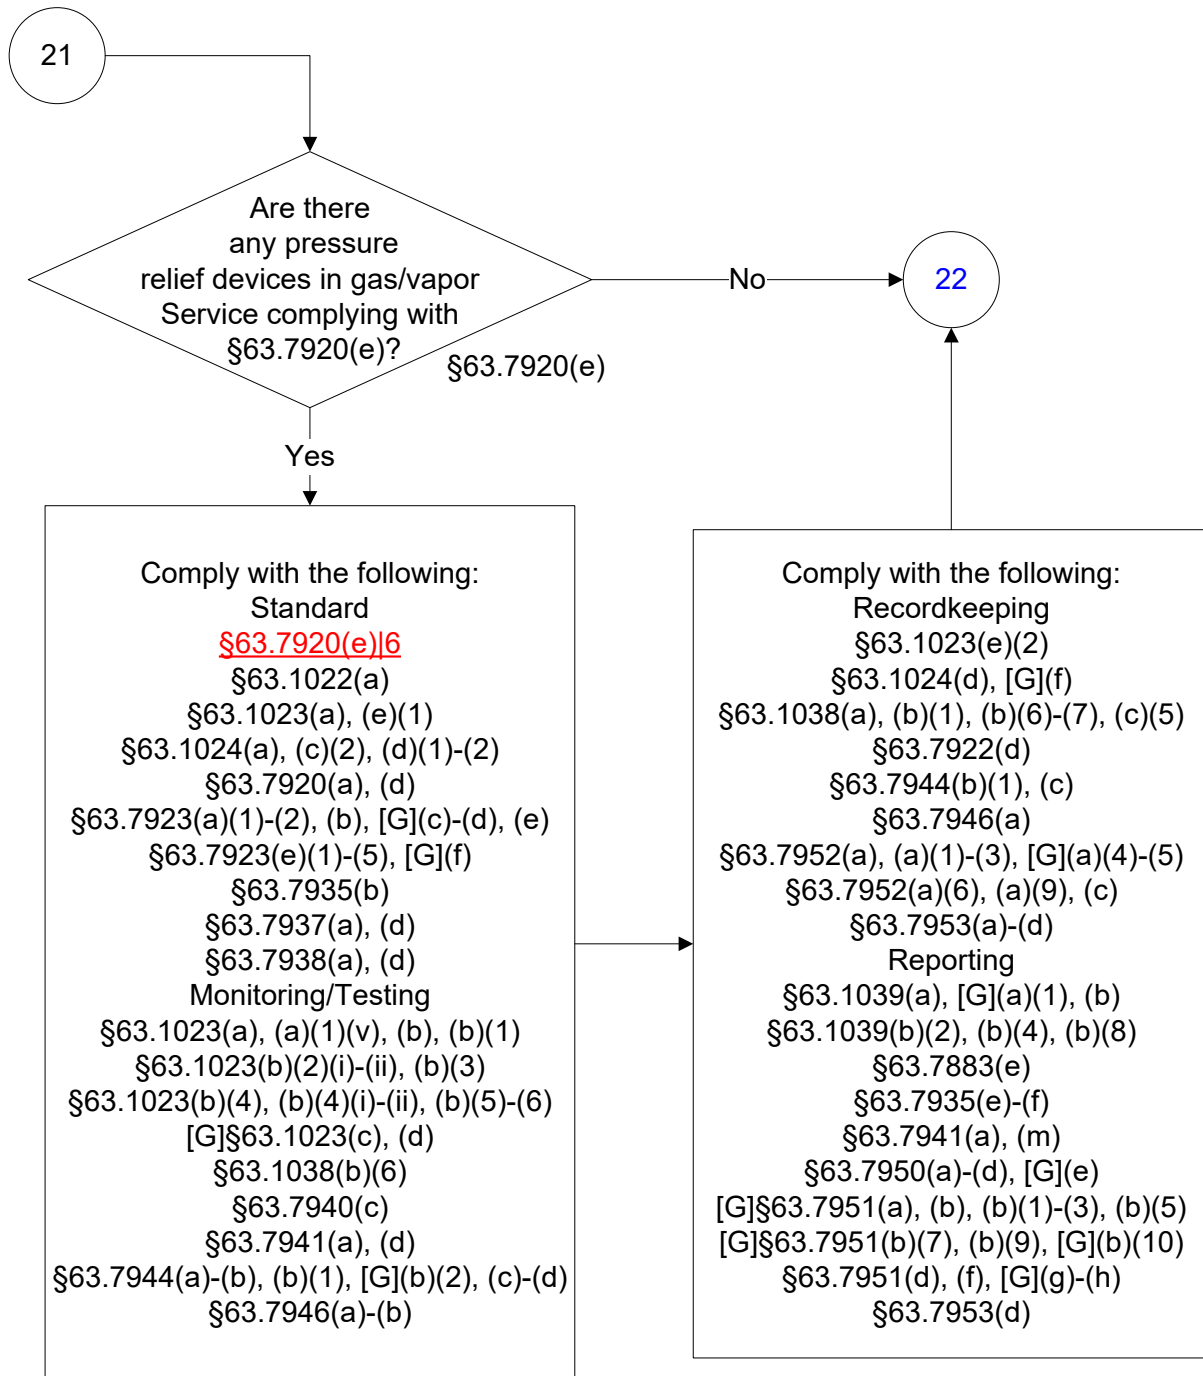 21
Are there
any pressure
relief devices in gas/vapor
Service complying with
§63.7920(e)?
§63.7920(e)
No
22
Yes
Comply with the following:
Standard
§63.7920(e)|6
§63.1022(a)
§63.1023(a), (e)(1)
§63.1024(a), (c)(2), (d)(1)-(2)
§63.7920(a), (d)
§63.7923(a)(1)-(2), (b), [G](c)-(d), (e)
§63.7923(e)(1)-(5), [G](f)
§63.7935(b)
§63.7937(a), (d)
§63.7938(a), (d)
Monitoring/Testing
§63.1023(a), (a)(1)(v), (b), (b)(1)
§63.1023(b)(2)(i)-(ii), (b)(3)
§63.1023(b)(4), (b)(4)(i)-(ii), (b)(5)-(6)
[G]§63.1023(c), (d)
§63.1038(b)(6)
§63.7940(c)
§63.7941(a), (d)
§63.7944(a)-(b), (b)(1), [G](b)(2), (c)-(d)
§63.7946(a)-(b)
Comply with the following:
Recordkeeping
§63.1023(e)(2)
§63.1024(d), [G](f)
§63.1038(a), (b)(1), (b)(6)-(7), (c)(5)
§63.7922(d)
§63.7944(b)(1), (c)
§63.7946(a)
§63.7952(a), (a)(1)-(3), [G](a)(4)-(5)
§63.7952(a)(6), (a)(9), (c)
§63.7953(a)-(d)
Reporting
§63.1039(a), [G](a)(1), (b)
§63.1039(b)(2), (b)(4), (b)(8)
§63.7883(e)
§63.7935(e)-(f)
§63.7941(a), (m)
§63.7950(a)-(d), [G](e)
[G]§63.7951(a), (b), (b)(1)-(3), (b)(5)
[G]§63.7951(b)(7), (b)(9), [G](b)(10)
§63.7951(d), (f), [G](g)-(h)
§63.7953(d)